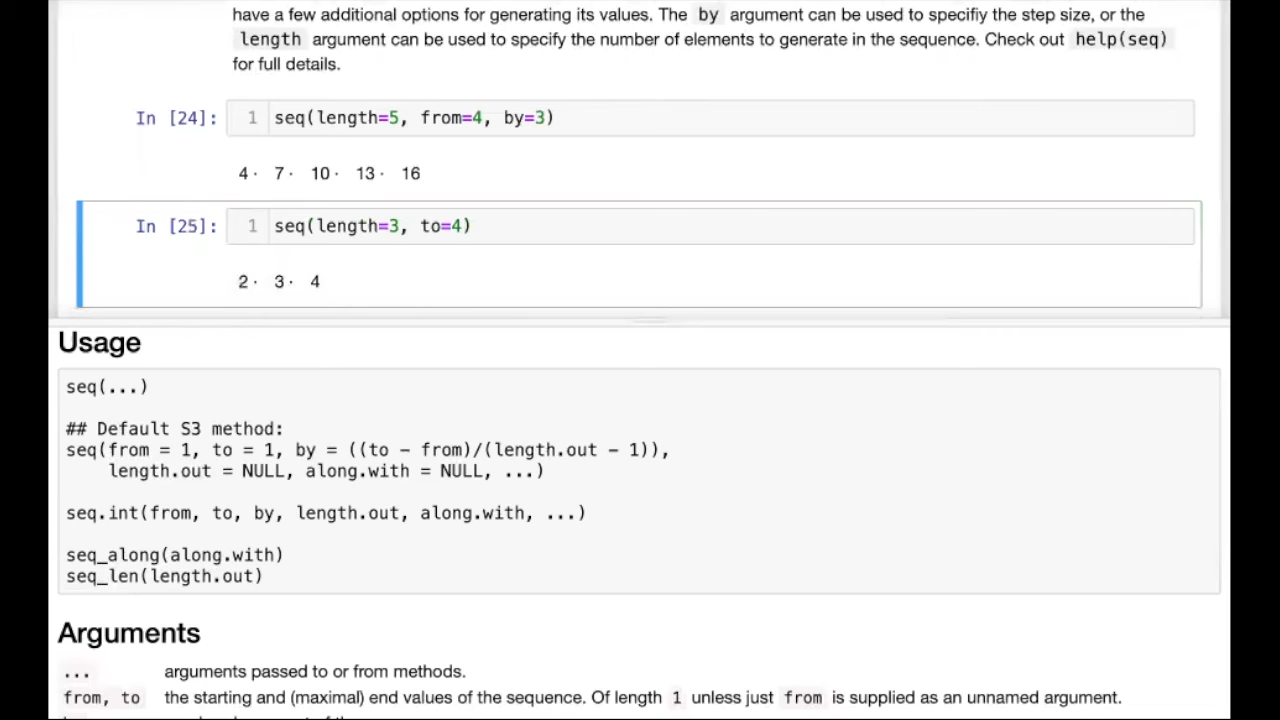 have a few additional options for generating its values. The by argument can be used to specifiy the step size, or the
length argument can be used to specify the number of elements to generate in the sequence. Check out help(seq)
for full details.
In [24]: 1 seq(length=5, from=4, by=3)
4 · 7 · 10 · 13 · 16
In [25]: 1 seq(length=3, to=4)
2 · 3 · 4
Usage
seq(...)
## Default S3 method:
seq(from = 1, to = 1, by = ((to - from)/(length.out - 1)),
length.out = NULL, along.with = NULL, ...)
seq.int(from, to, by, length.out, along.with, ...)
seq_along(along.with)
seq_len(length.out)
Arguments
... arguments passed to or from methods.
from, to the starting and (maximal) end values of the sequence. Of length 1 unless just from is supplied as an unnamed argument.